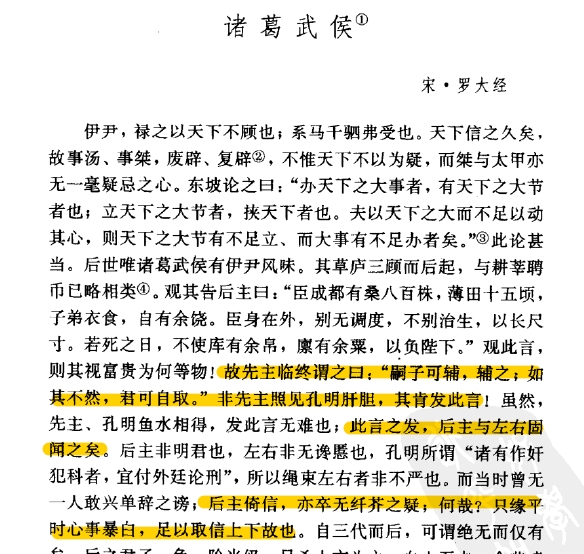 诸葛武侯①
宋·罗大经
伊尹，禄之以天下不顾也；系马千驷弗受也。天下信之久矣，
故事汤、事桀，废辟、复辟②，不惟天下不以为疑，而桀与太甲亦
无一毫疑忌之心。东坡论之曰：“办天下之大事者，有天下之大节
者也；立天下之大节者，挟天下者也。夫以天下之大而不足以动
其心，则天下之大节有不足立、而大事有不足办者矣。”③此论甚
当。后世唯诸葛武侯有伊尹风味。其草庐三顾而后起，与耕莘聘
币已略相类④。观其告后主曰：“臣成都有桑八百株，薄田十五顷，
子弟衣食，自有余饶。臣身在外，别无调度，不别治生，以长尺
寸。若死之日，不使库有余帛，廪有余粟，以负陛下。”观此言，
则其视富贵为何等物！故先主临终谓之曰：“嗣子可辅，辅之；如
其不然，君可自取。”非先主照见孔明肝胆，其肯发此言！虽然，
先主、孔明鱼水相得，发此言无难也；此言之发，后主与左右固
闻之矣。后主非明君也，左右非无谗慝也，孔明所谓“诸有作奸
犯科者，宜付外廷论刑”，所以绳束左右者非不严也。而当时曾无
一人敢兴单辞之谤；后主倚信，亦卒无纤芥之疑；何哉？只缘平
时心事暴白，足以取信上下故也。自三代而后，可谓绝无而仅有